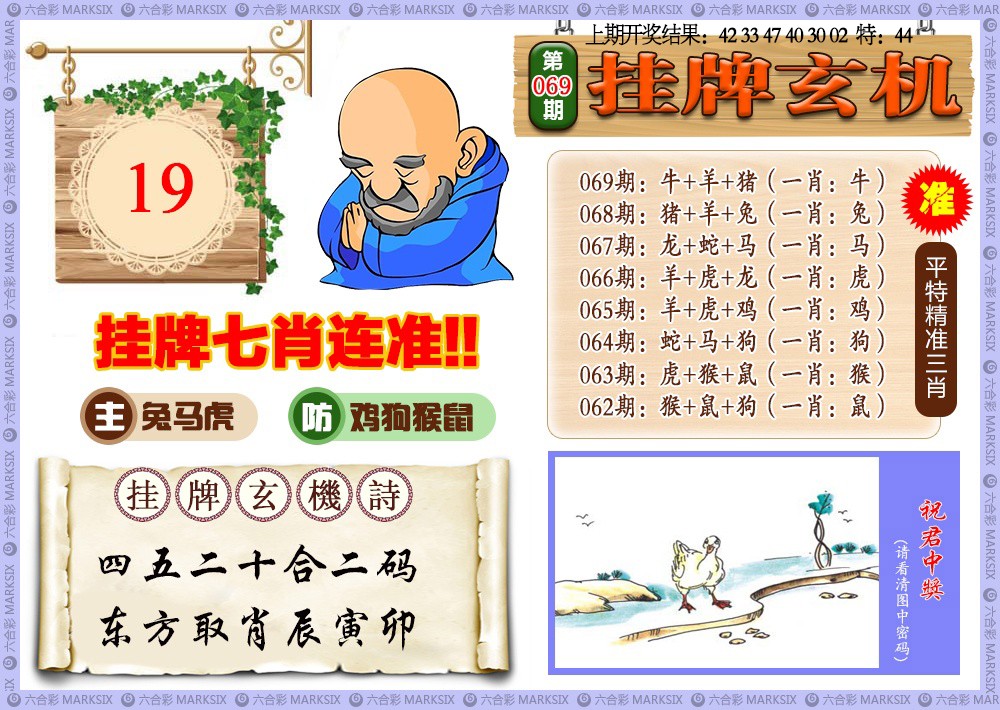 上期开奖结果：42 33 47 40 30 02 特：44
第069期
挂牌玄机
19
挂牌七肖连准!!
主 兔马虎
防 鸡狗猴鼠
挂牌玄機詩
四五二十合二码
东方取肖辰寅卯
069期：牛+羊+猪（一肖：牛）
068期：猪+羊+兔（一肖：兔）
067期：龙+蛇+马（一肖：马）
066期：羊+虎+龙（一肖：虎）
065期：羊+虎+鸡（一肖：鸡）
064期：蛇+马+狗（一肖：狗）
063期：虎+猴+鼠（一肖：猴）
062期：猴+鼠+狗（一肖：鼠）
准
平特精准三肖
祝君中獎
（请看清图中密码）
六合彩 MARKSIX